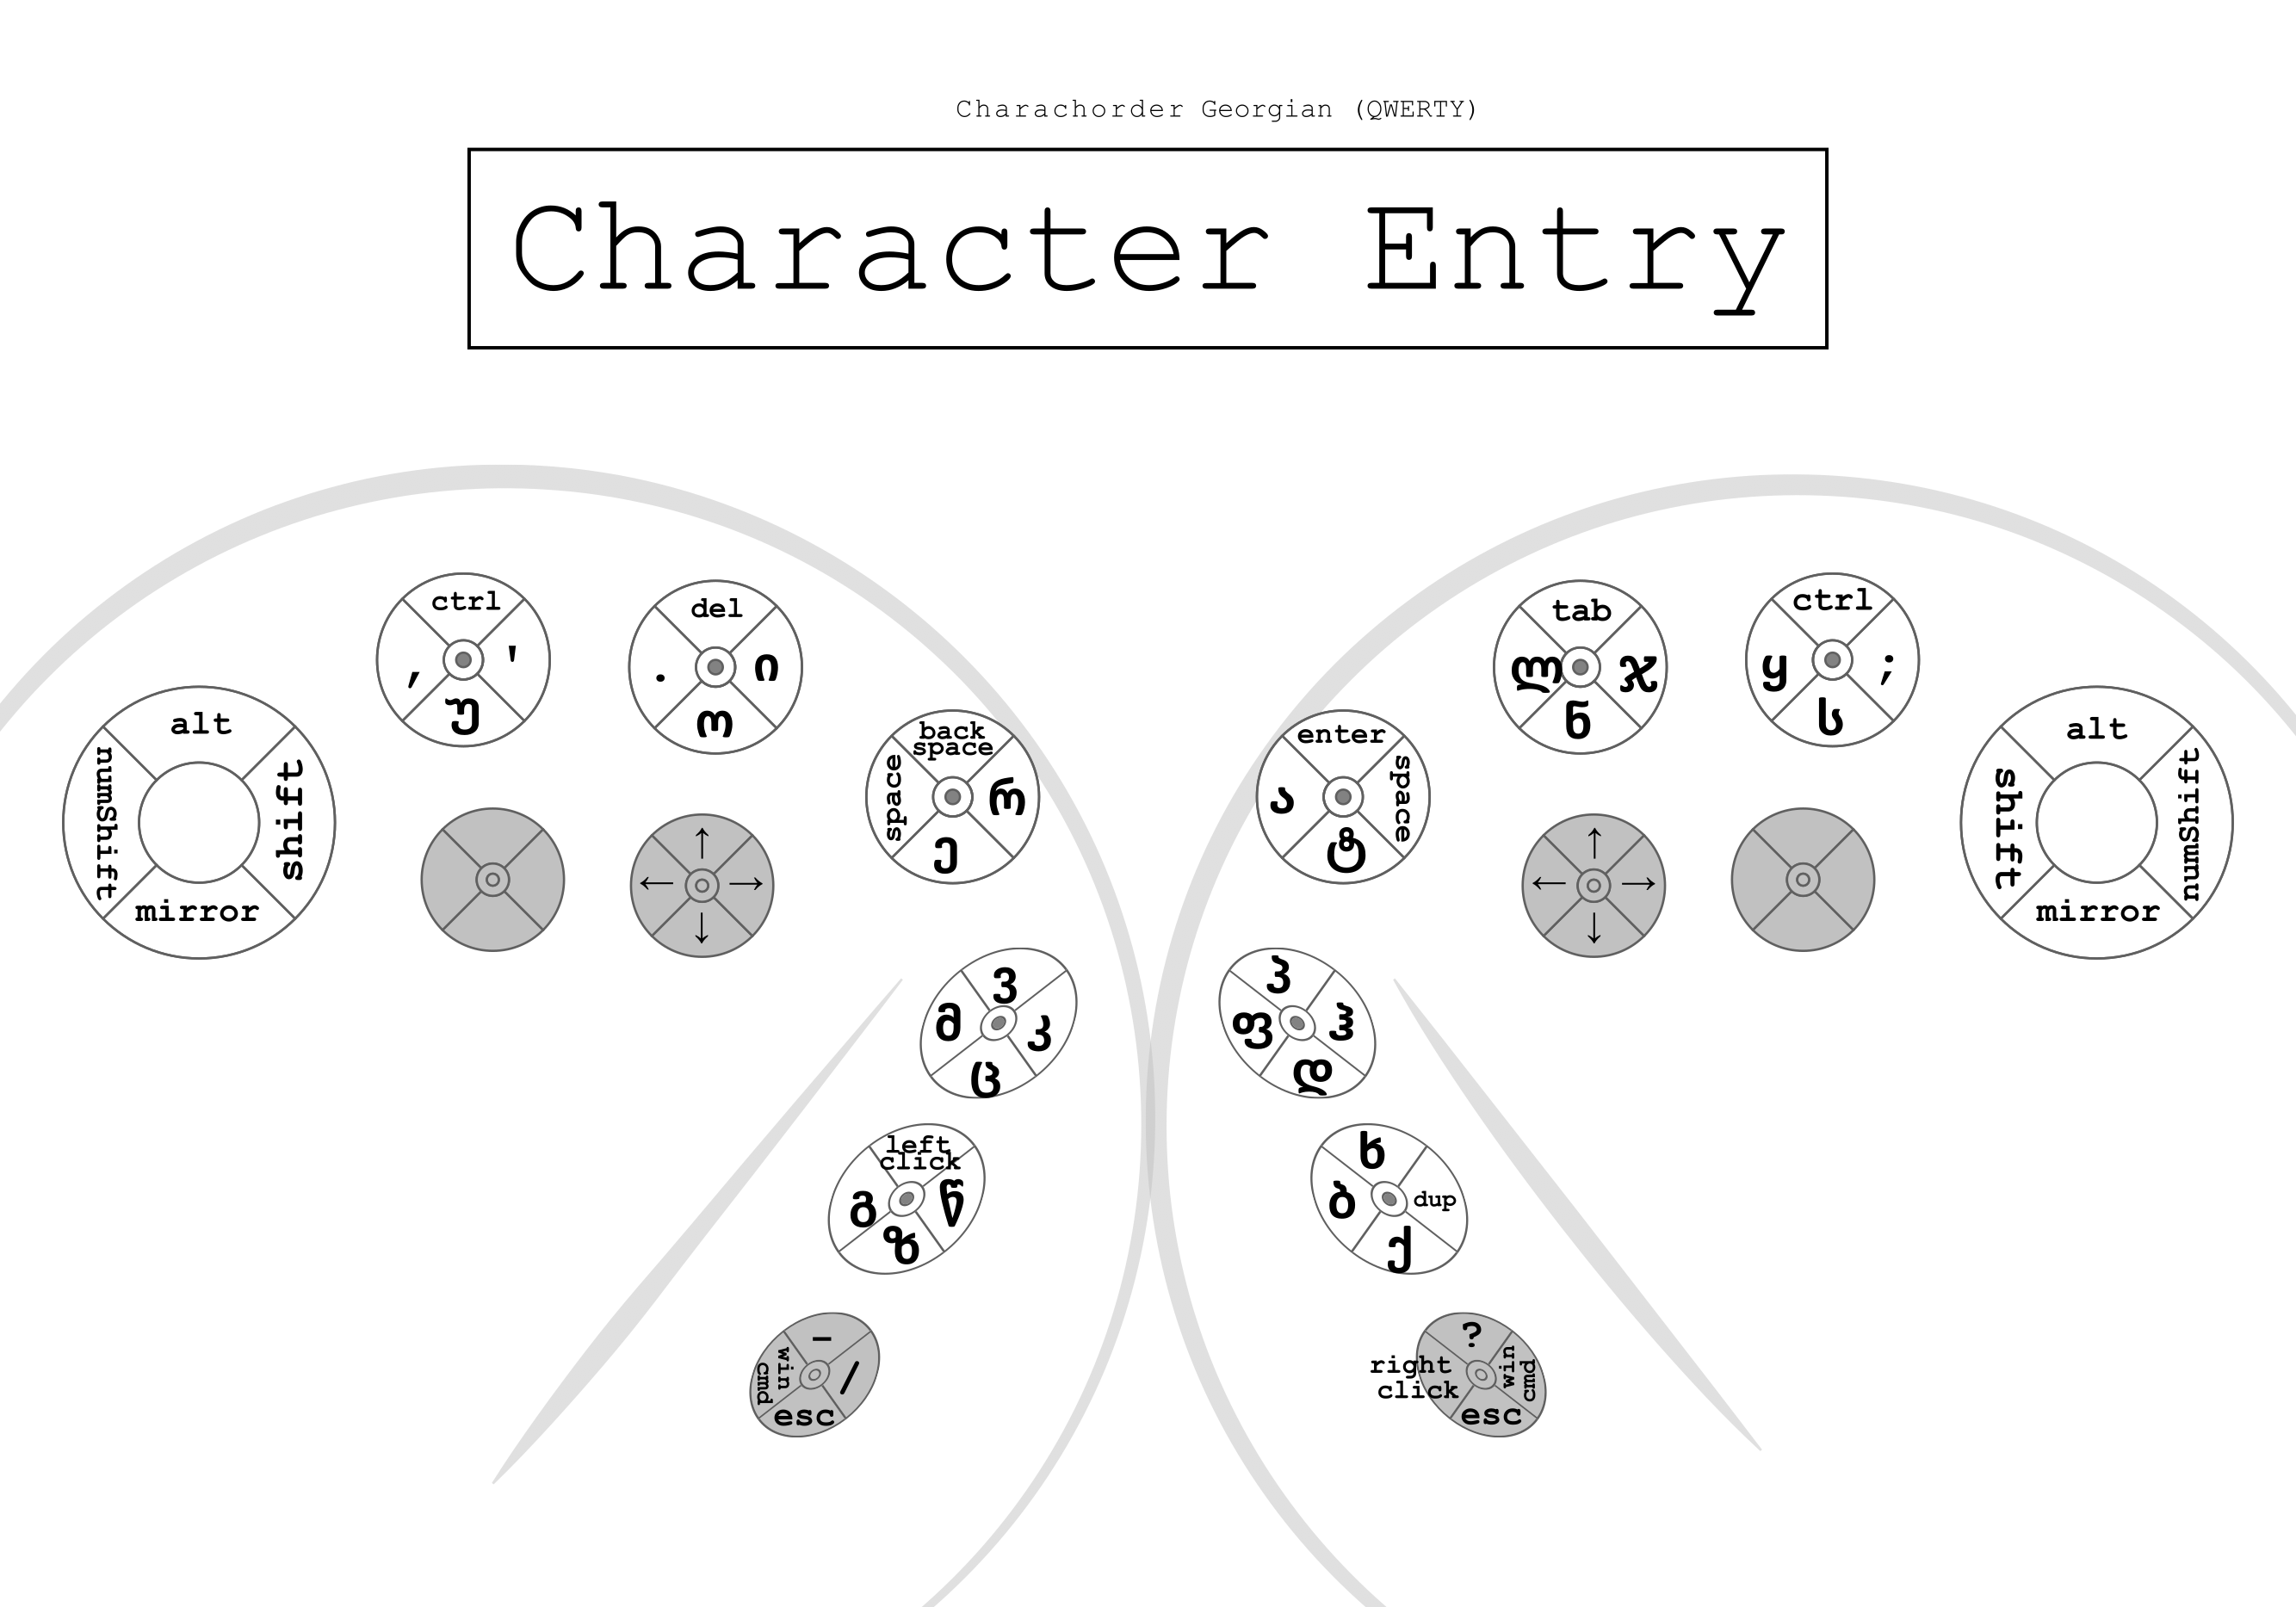 Charachorder Georgian (QWERTY)
Character Entry
alt
numShift
shift
mirror
ctrl
,
'
უ
del
.
ი
ო
back
space
space
რ
ე
enter
ა
space
ტ
tab
ლ
ჯ
ნ
ctrl
ყ
;
ს
alt
shift
numShift
mirror
↑
← →
↓
↑
← →
↓
ვ
მ
კ
ც
პ
ფ
ჰ
დ
left
click
გ
წ
ზ
ხ
ბ
dup
ქ
-
win
cmd
/
esc
?
right
click
win
cmd
esc